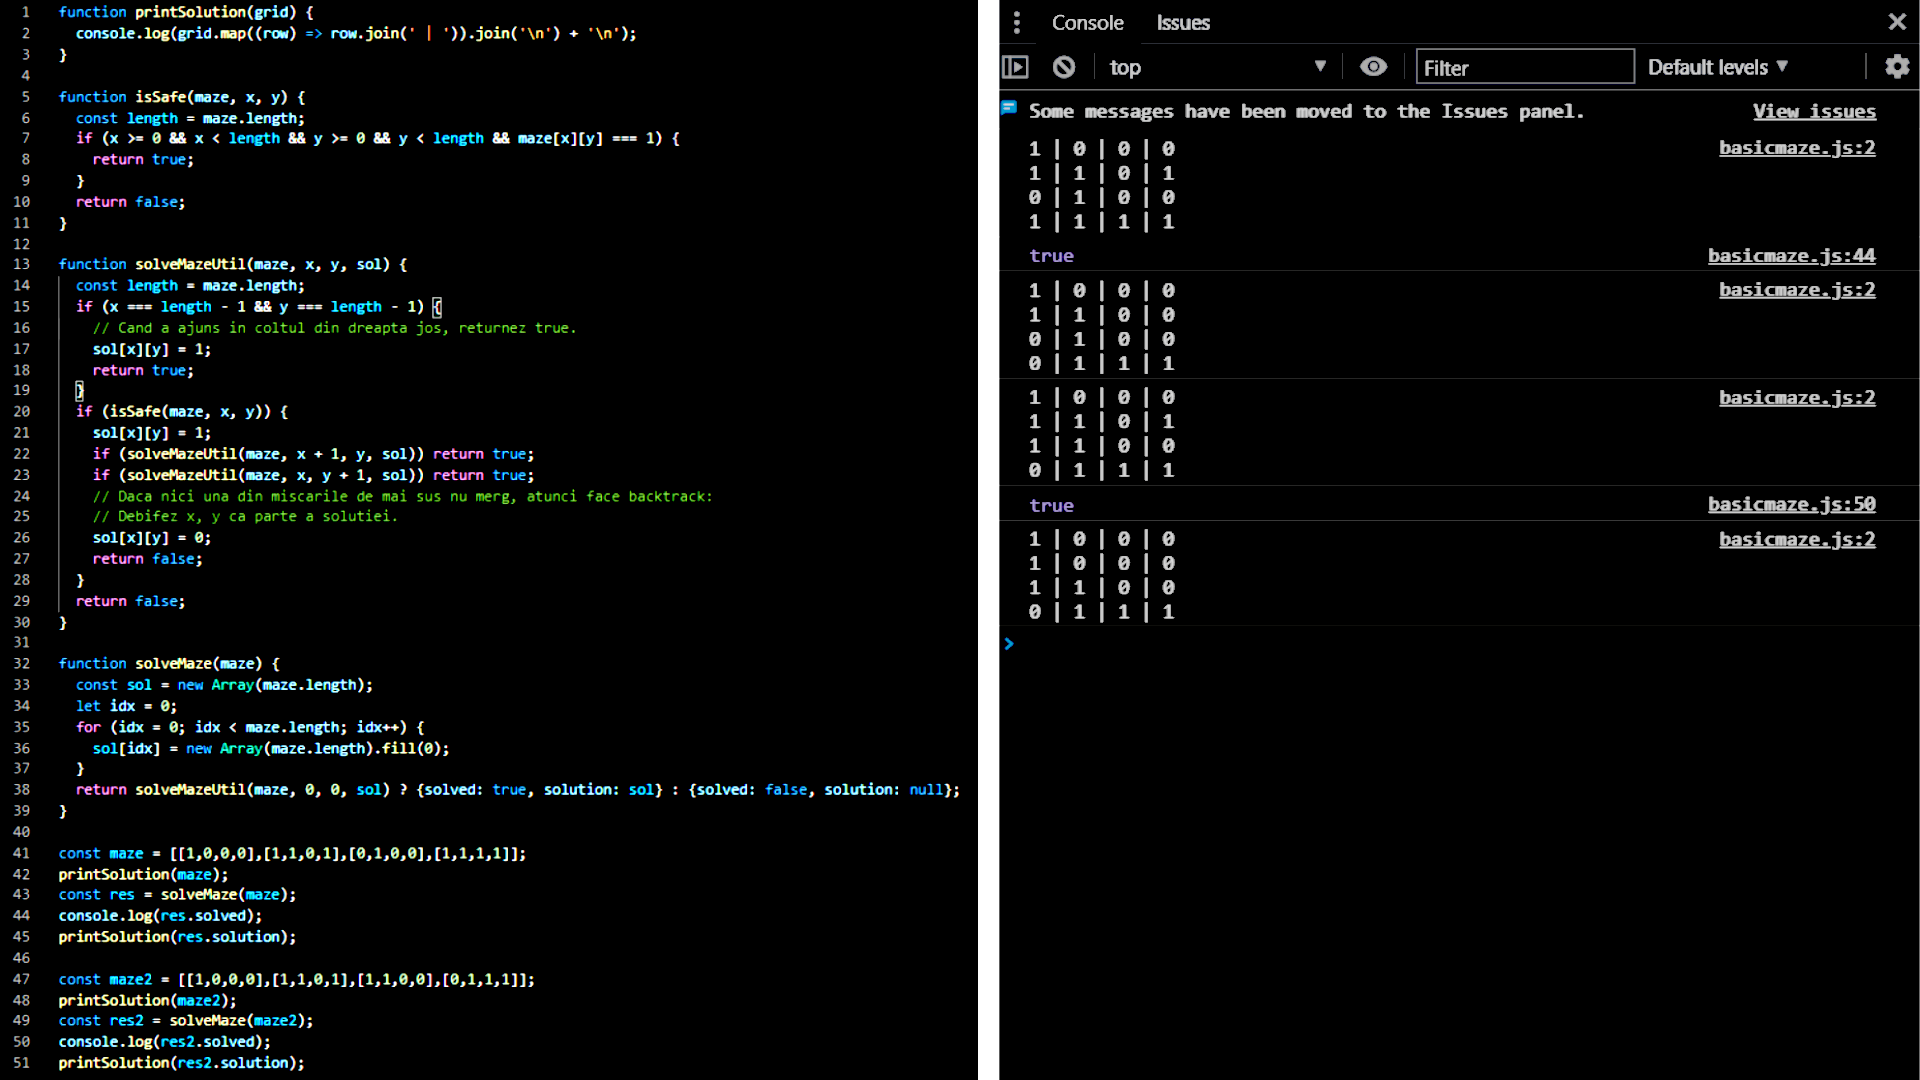 1 function printSolution(grid) {
2 console.log(grid.map((row) => row.join(' | ')).join('\n') + '\n');
3 }
4
5 function isSafe(maze, x, y) {
6 const length = maze.length;
7 if (x >= 0 && x < length && y >= 0 && y < length && maze[x][y] === 1) {
8 return true;
9 }
10 return false;
11 }
12
13 function solveMazeUtil(maze, x, y, sol) {
14 const length = maze.length;
15 if (x === length - 1 && y === length - 1) {
16 // Cand a ajuns in coltul din dreapta jos, returnez true.
17 sol[x][y] = 1;
18 return true;
19 }
20 if (isSafe(maze, x, y)) {
21 sol[x][y] = 1;
22 if (solveMazeUtil(maze, x + 1, y, sol)) return true;
23 if (solveMazeUtil(maze, x, y + 1, sol)) return true;
24 // Daca nici una din miscarile de mai sus nu merg, atunci face backtrack:
25 // Debifez x, y ca parte a solutiei.
26 sol[x][y] = 0;
27 return false;
28 }
29 return false;
30 }
31
32 function solveMaze(maze) {
33 const sol = new Array(maze.length);
34 let idx = 0;
35 for (idx = 0; idx < maze.length; idx++) {
36 sol[idx] = new Array(maze.length).fill(0);
37 }
38 return solveMazeUtil(maze, 0, 0, sol) ? {solved: true, solution: sol} : {solved: false, solution: null};
39 }
40
41 const maze = [[1,0,0,0],[1,1,0,1],[0,1,0,0],[1,1,1,1]];
42 printSolution(maze);
43 const res = solveMaze(maze);
44 console.log(res.solved);
45 printSolution(res.solution);
46
47 const maze2 = [[1,0,0,0],[1,1,0,1],[1,1,0,0],[0,1,1,1]];
48 printSolution(maze2);
49 const res2 = solveMaze(maze2);
50 console.log(res2.solved);
51 printSolution(res2.solution);
Console Issues
top Filter Default levels
Some messages have been moved to the Issues panel. View issues
1 | 0 | 0 | 0 basicmaze.js:2
1 | 1 | 0 | 1
0 | 1 | 0 | 0
1 | 1 | 1 | 1
true basicmaze.js:44
1 | 0 | 0 | 0 basicmaze.js:2
1 | 1 | 0 | 0
0 | 1 | 0 | 0
0 | 1 | 1 | 1
1 | 0 | 0 | 0 basicmaze.js:2
1 | 1 | 0 | 1
1 | 1 | 0 | 0
0 | 1 | 1 | 1
true basicmaze.js:50
1 | 0 | 0 | 0 basicmaze.js:2
1 | 0 | 0 | 0
1 | 1 | 0 | 0
0 | 1 | 1 | 1